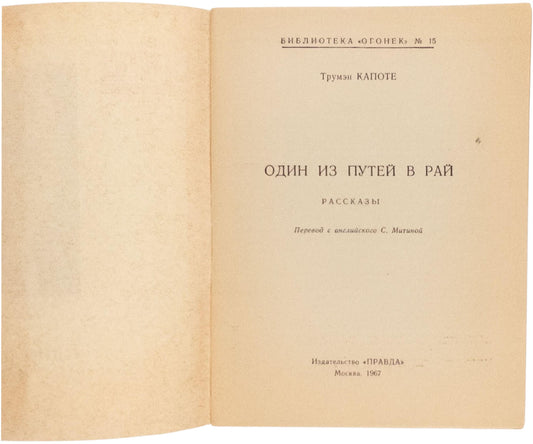 БИБЛИОТЕКА «ОГОНЕК» № 15
Трумэн КАПОТЕ
ОДИН ИЗ ПУТЕЙ В РАЙ
РАССКАЗЫ
Перевод с английского С. Митиной
Издательство «ПРАВДА»
Москва. 1967